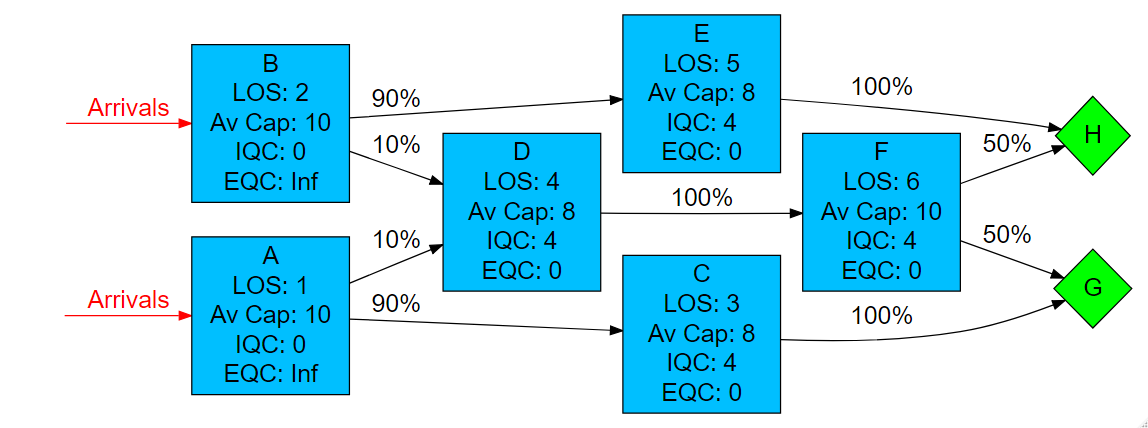 Arrivals
B
LOS: 2
Av Cap: 10
IQC: 0
EQC: Inf
90%
10%
E
LOS: 5
Av Cap: 8
IQC: 4
EQC: 0
100%
H
D
LOS: 4
Av Cap: 8
IQC: 4
EQC: 0
100%
F
LOS: 6
Av Cap: 10
IQC: 4
EQC: 0
50%
50%
Arrivals
A
LOS: 1
Av Cap: 10
IQC: 0
EQC: Inf
10%
90%
C
LOS: 3
Av Cap: 8
IQC: 4
EQC: 0
100%
G